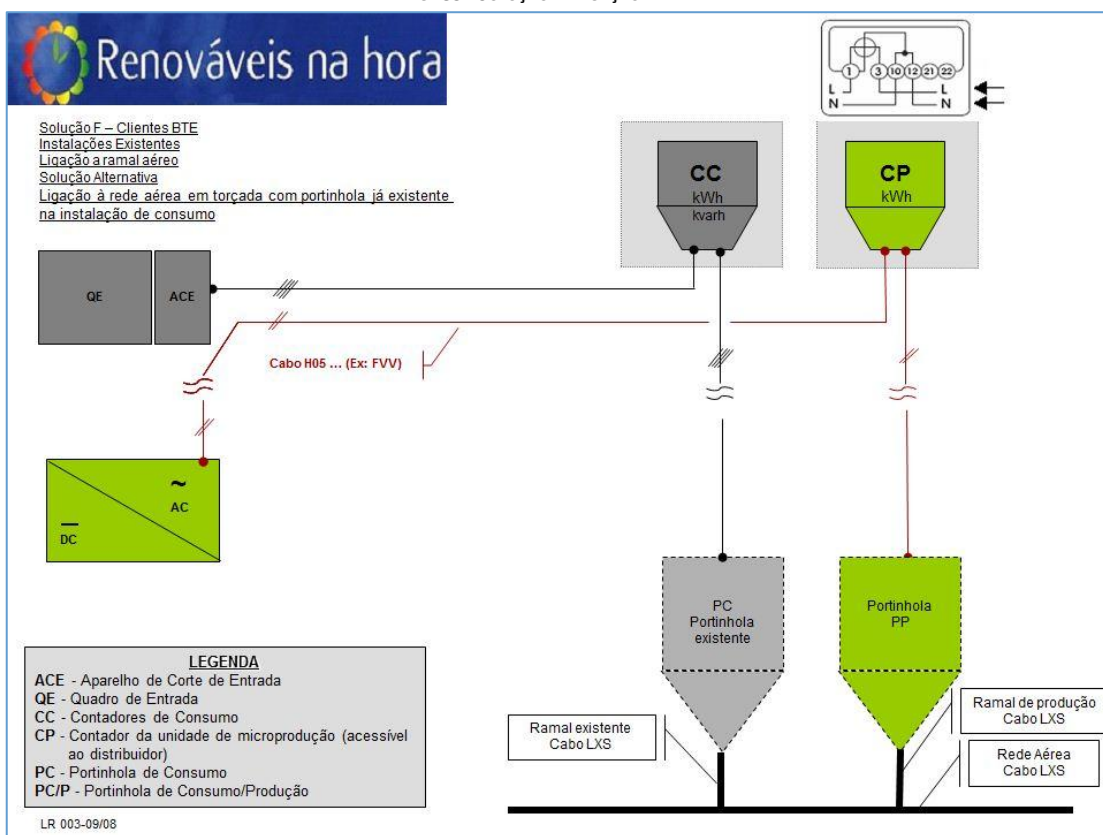 Renováveis na hora
Solução F – Clientes BTE
Instalações Existentes
Ligação a ramal aéreo
Solução Alternativa
Ligação à rede aérea em torçada com portinhola já existente
na instalação de consumo
1 3 10 12 21 22
L L
N N
CC
kWh
kvarh
CP
kWh
QE
ACE
Cabo H05 ... (Ex: FVV)
~
AC
DC
PC
Portinhola
existente
Portinhola
PP
Ramal existente
Cabo LXS
Ramal de produção
Cabo LXS
Rede Aérea
Cabo LXS
LEGENDA
ACE - Aparelho de Corte de Entrada
QE - Quadro de Entrada
CC - Contadores de Consumo
CP - Contador da unidade de microprodução (acessível
ao distribuidor)
PC - Portinhola de Consumo
PC/P - Portinhola de Consumo/Produção
LR 003-09/08